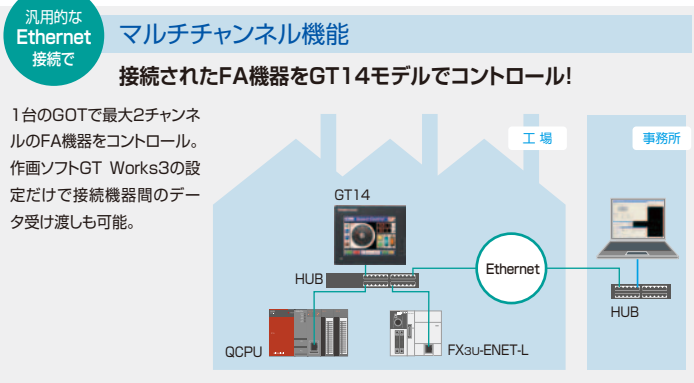 汎用的な
Ethernet
接続で
マルチチャンネル機能
接続されたFA機器をGT14モデルでコントロール!
1台のGOTで最大2チャンネ
ルのFA機器をコントロール。
作画ソフトGT Works3の設
定だけで接続機器間のデー
タ受け渡しも可能。
工 場
事務所
GT14
Ethernet
HUB
HUB
QCPU
FX3U-ENET-L